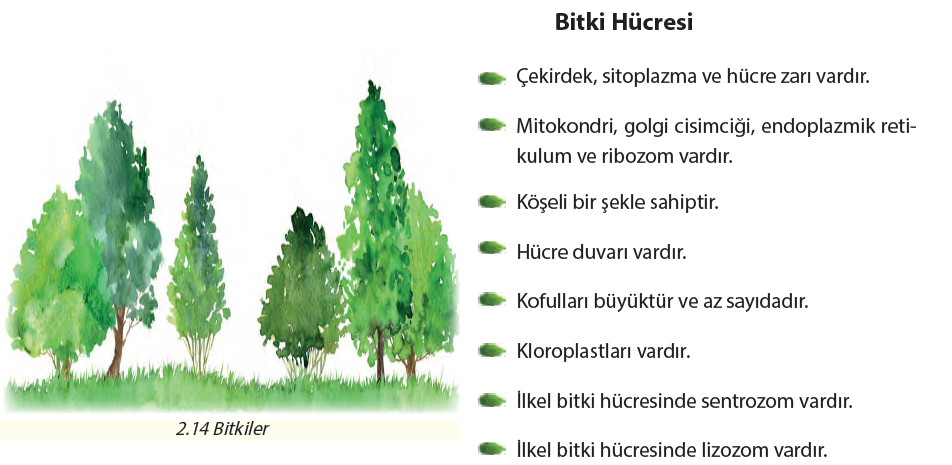 Bitki Hücresi
Çekirdek, sitoplazma ve hücre zarı vardır.
Mitokondri, golgi cisimciği, endoplazmik reti-
kulum ve ribozom vardır.
Köşeli bir şekle sahiptir.
Hücre duvarı vardır.
Kofulları büyüktür ve az sayıdadır.
Kloroplastları vardır.
İlkel bitki hücresinde sentrozom vardır.
İlkel bitki hücresinde lizozom vardır.
2.14 Bitkiler